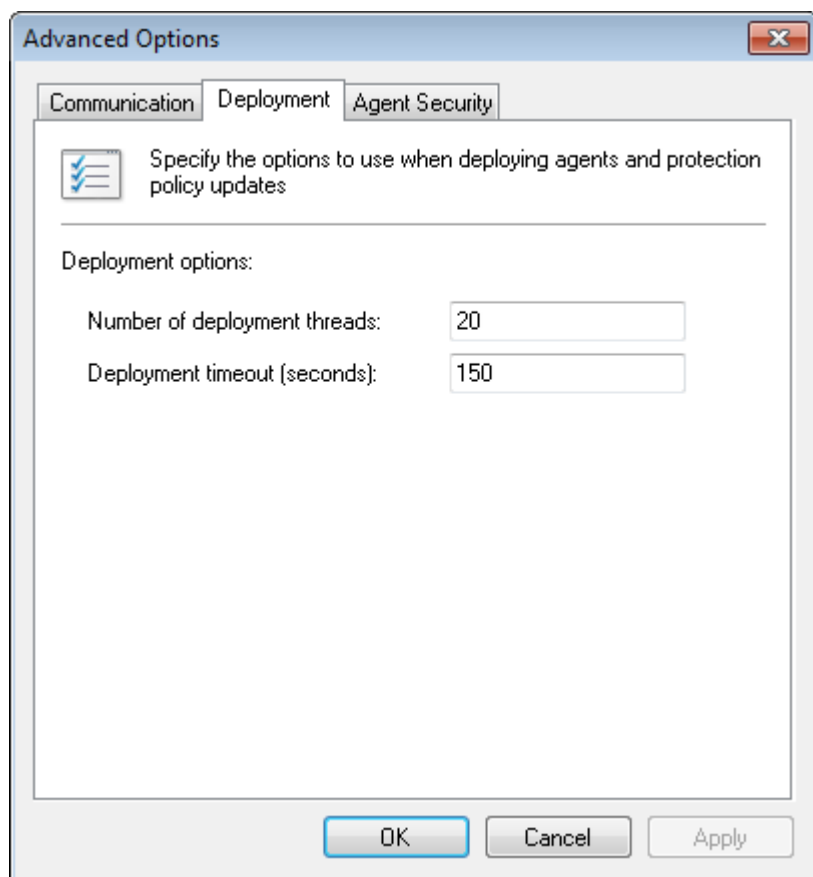 Advanced Options
Communication
Deployment
Agent Security
Specify the options to use when deploying agents and protection
policy updates
Deployment options:
Number of deployment threads: 20
Deployment timeout (seconds): 150
OK
Cancel
Apply